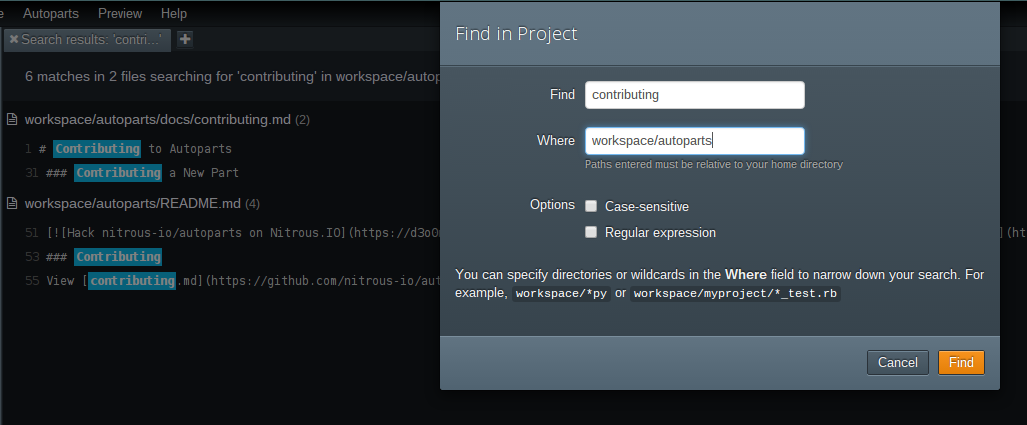 Autoparts Preview Help
Search results: 'contri...'
6 matches in 2 files searching for 'contributing' in
workspace/autoparts/docs/contributing.md (2)
1 # Contributing to Autoparts
31 ### Contributing a New Part
workspace/autoparts/README.md (4)
51 [![Hack nitrous-io/autoparts on Nitrous.IO](
53 ### Contributing
55 View [contributing.md](https://github.com/nitrous-io/
Find in Project
Find contributing
Where workspace/autoparts
Paths entered must be relative to your home directory
Options Case-sensitive
Regular expression
You can specify directories or wildcards in the Where field to narrow down your search. For
example, workspace/*py or workspace/myproject/*_test.rb
Cancel Find